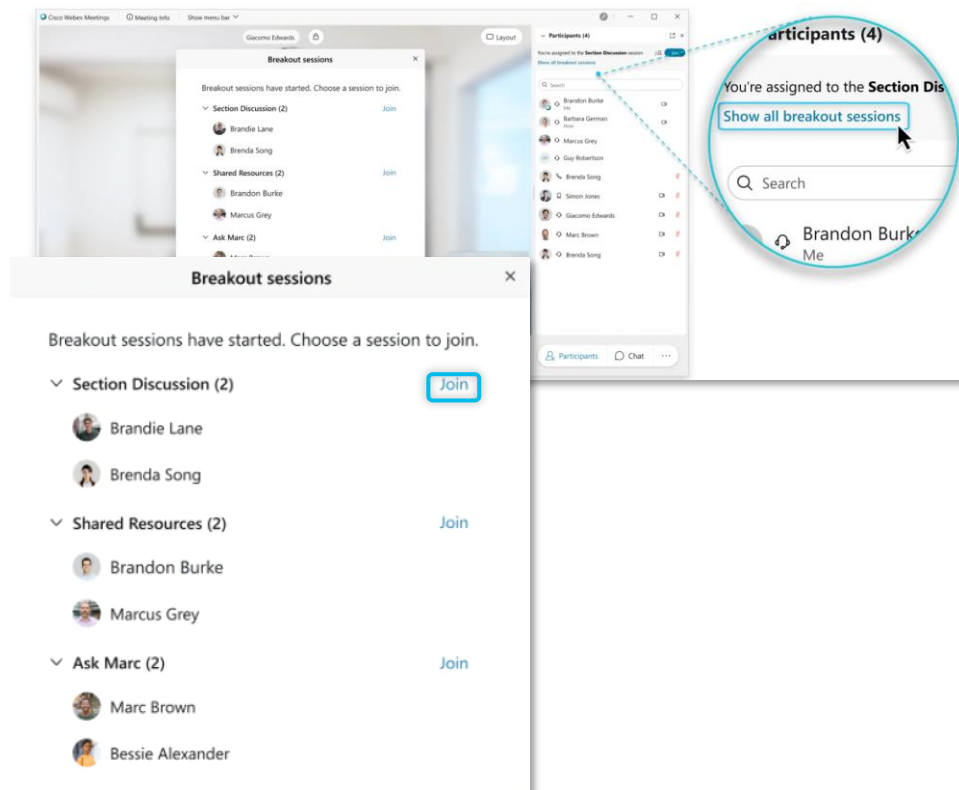 Cisco Webex Meetings Meeting Info Show menu bar
Giacomo Edwards
Layout
Breakout sessions
Breakout sessions have started. Choose a session to join.
Section Discussion (2) Join
Brandie Lane
Brenda Song
Shared Resources (2) Join
Brandon Burke
Marcus Grey
Ask Marc (2) Join
Marc Brown
Participants (4)
You're assigned to the Section Discussion session Join
Show all breakout sessions
Search
Brandon Burke
Me
Barbara German
Host
Marcus Grey
Guy Robertson
Brenda Song
Simon Jones
Giacomo Edwards
Marc Brown
Brenda Song
Participants Chat
articipants (4)
You're assigned to the Section Dis
Show all breakout sessions
Search
Brandon Burke
Me
Breakout sessions
Breakout sessions have started. Choose a session to join.
Section Discussion (2) Join
Brandie Lane
Brenda Song
Shared Resources (2) Join
Brandon Burke
Marcus Grey
Ask Marc (2) Join
Marc Brown
Bessie Alexander